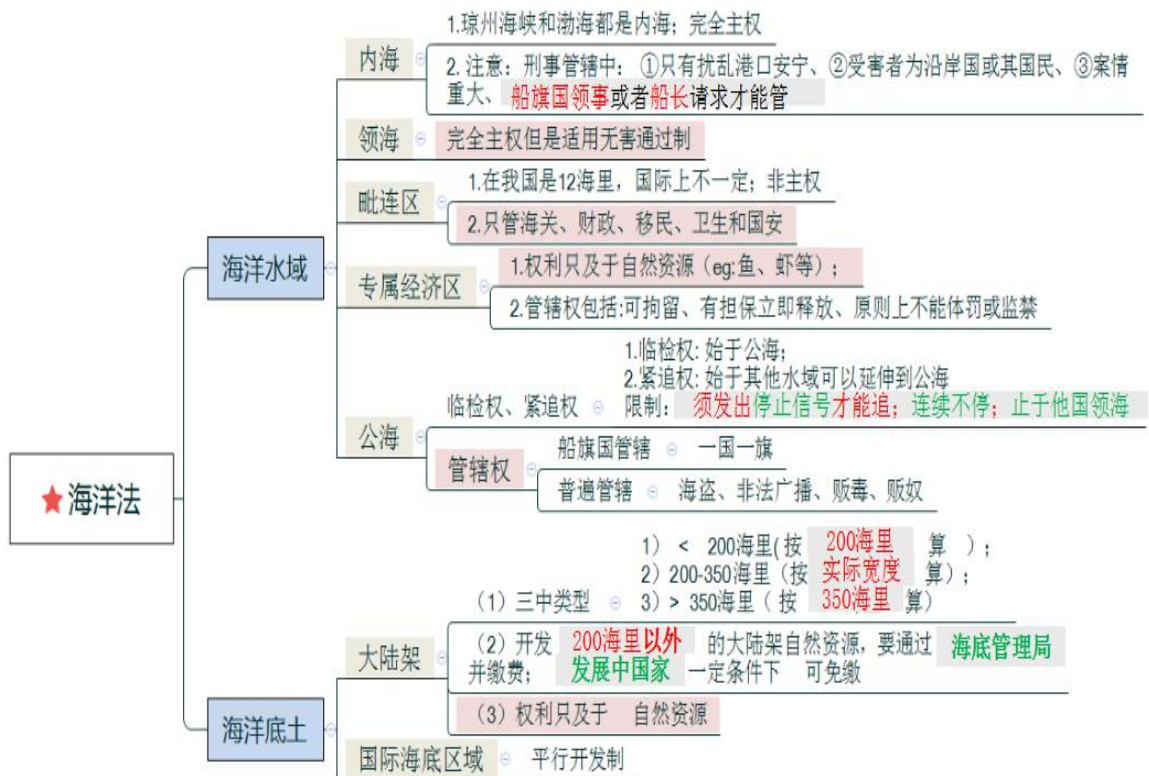 ★海洋法
海洋水域
内海
1.琼州海峡和渤海都是内海；完全主权
2. 注意：刑事管辖中： ①只有扰乱港口安宁、②受害者为沿岸国或其国民、③案情
重大、 船旗国领事或者船长请求才能管
领海
完全主权但是适用无害通过制
毗连区
1.在我国是12海里，国际上不一定；非主权
2.只管海关、财政、移民、卫生和国安
专属经济区
1.权利只及于自然资源（eg:鱼、虾等）；
2.管辖权包括:可拘留、有担保立即释放、原则上不能体罚或监禁
公海
临检权、紧追权
1.临检权: 始于公海；
2.紧追权: 始于其他水域可以延伸到公海
限制： 须发出停止信号才能追；连续不停；止于他国领海
管辖权
船旗国管辖 一国一旗
普遍管辖 海盗、非法广播、贩毒、贩奴
海洋底土
大陆架
（1）三中类型
1） < 200海里( 按 200海里 算 ）；
2）200-350海里（按 实际宽度 算）；
3）> 350海里（ 按 350海里 算）
（2）开发 200海里以外 的大陆架自然资源，要通过 海底管理局
并缴费； 发展中国家 一定条件下 可免缴
（3）权利只及于 自然资源
国际海底区域 平行开发制